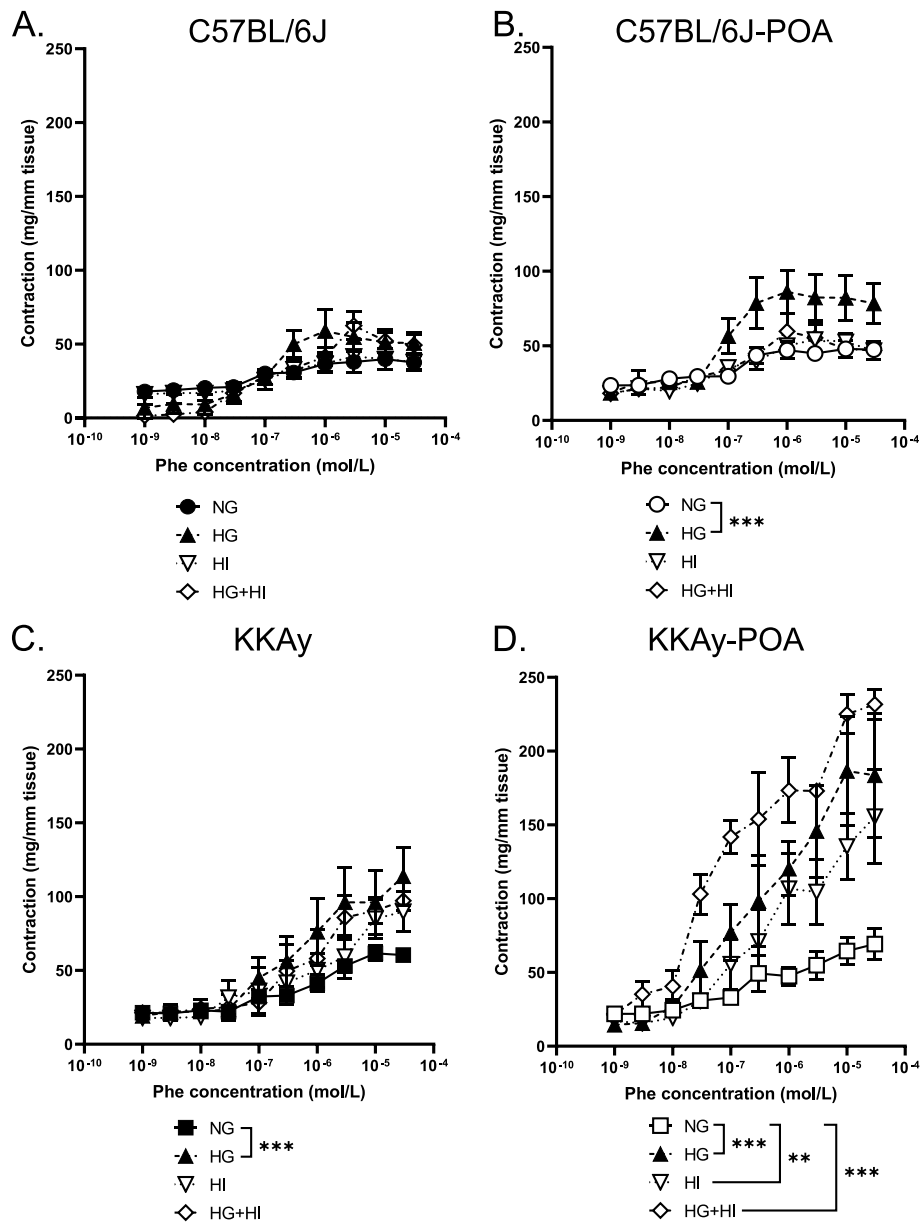 A. C57BL/6J
Contraction (mg/mm tissue)
250
200
150
100
50
0
10-10 10-9 10-8 10-7 10-6 10-5 10-4
Phe concentration (mol/L)
NG
HG
HI
HG+HI
B. C57BL/6J-POA
Contraction (mg/mm tissue)
250
200
150
100
50
0
10-10 10-9 10-8 10-7 10-6 10-5 10-4
Phe concentration (mol/L)
NG
***
HG
HI
HG+HI
C. KKAy
Contraction (mg/mm tissue)
250
200
150
100
50
0
10-10 10-9 10-8 10-7 10-6 10-5 10-4
Phe concentration (mol/L)
NG
***
HG
HI
HG+HI
D. KKAy-POA
Contraction (mg/mm tissue)
250
200
150
100
50
0
10-10 10-9 10-8 10-7 10-6 10-5 10-4
Phe concentration (mol/L)
NG
*** ** ***
HG
HI
HG+HI